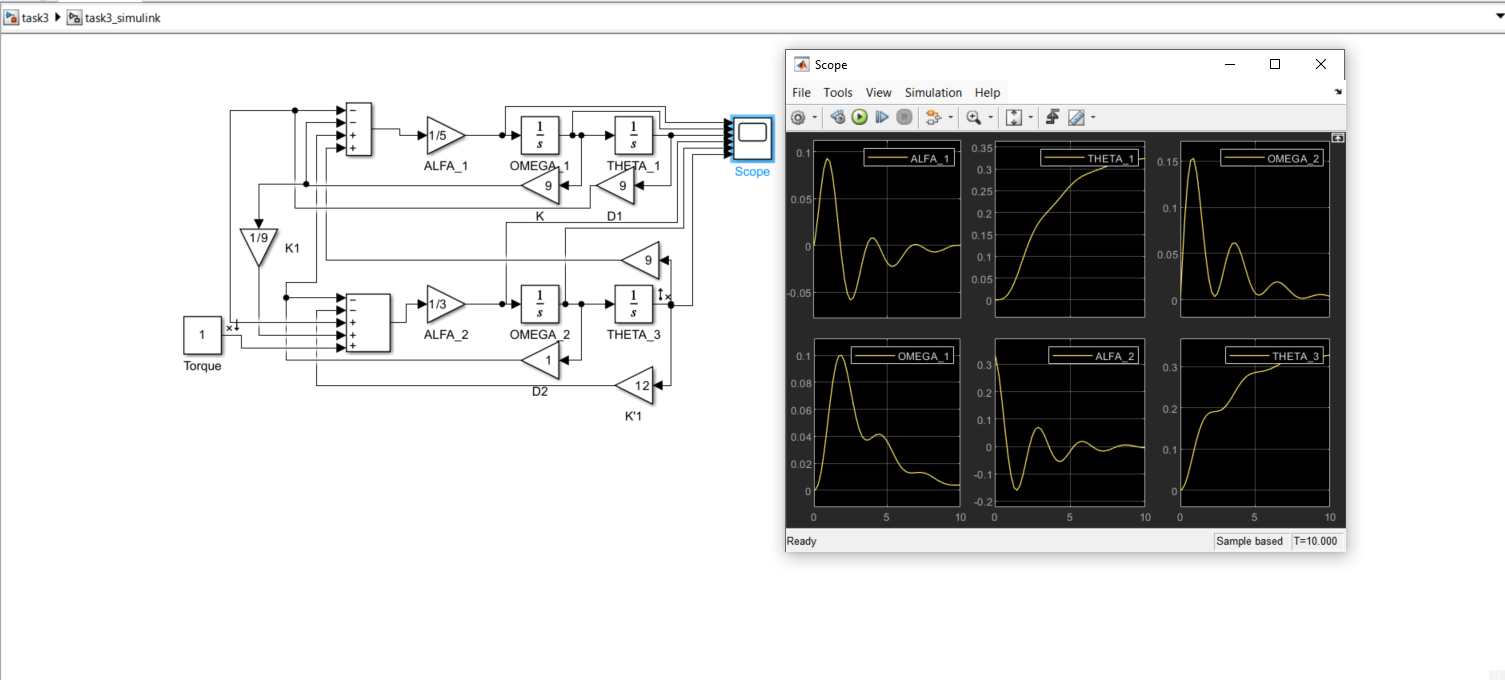 task3 task3_simulink
−
−
+
+
1/5
ALFA_1
1
s
OMEGA_1
1
s
THETA_1
Scope
9
K
9
D1
1/9
K1
9
1
Torque
−
−
+
+
+
1/3
ALFA_2
1
s
OMEGA_2
1
s
THETA_3
1
D2
12
K'1
Scope
File Tools View Simulation Help
ALFA_1
0.1
0.05
0
-0.05
THETA_1
0.35
0.3
0.25
0.2
0.15
0.1
0.05
0
OMEGA_2
0.15
0.1
0.05
0
OMEGA_1
0.1
0.08
0.06
0.04
0.02
0
0 5 10
ALFA_2
0.3
0.2
0.1
0
-0.1
-0.2
0 5 10
THETA_3
0.3
0.2
0.1
0
0 5 10
Ready Sample based T=10.000